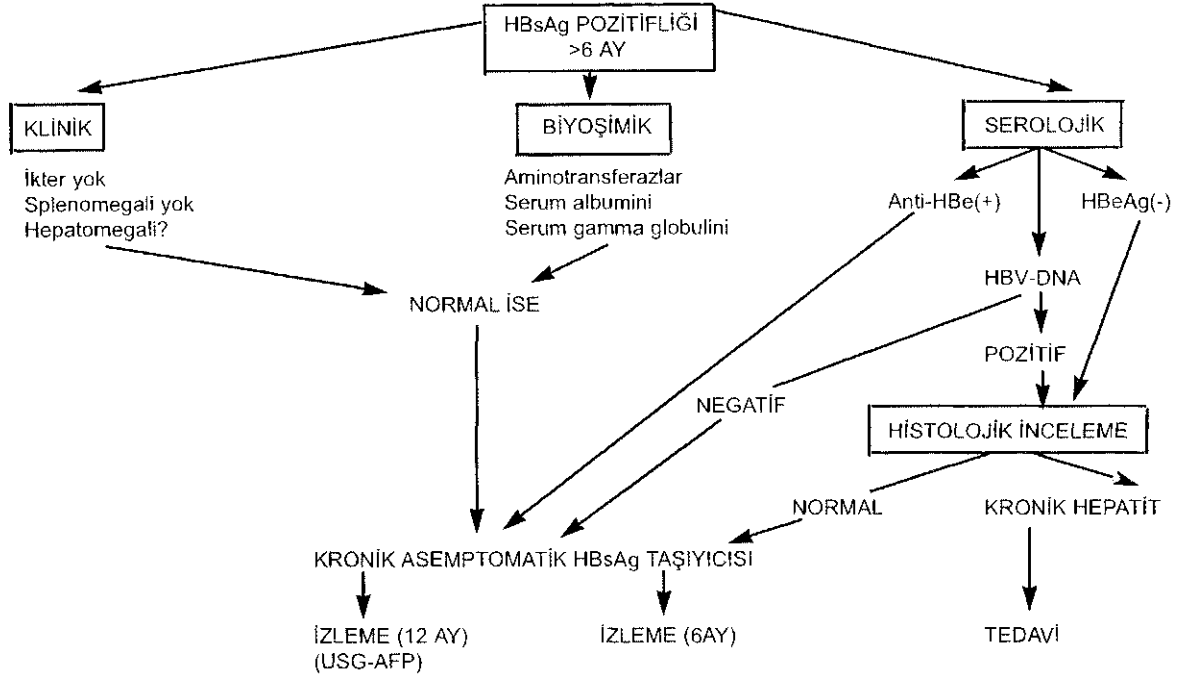 HBsAg POZİTİFLİĞİ
>6 AY
KLİNİK
BİYOŞİMİK
SEROLOJİK
İkter yok
Splenomegali yok
Hepatomegali?
Aminotransferazlar
Serum albumini
Serum gamma globulini
Anti-HBe(+)
HBeAg(-)
HBV-DNA
NORMAL İSE
POZİTİF
NEGATİF
HİSTOLOJİK İNCELEME
NORMAL
KRONİK HEPATİT
KRONİK ASEMPTOMATİK HBsAg TAŞIYICISI
İZLEME (12 AY)
(USG-AFP)
İZLEME (6AY)
TEDAVİ